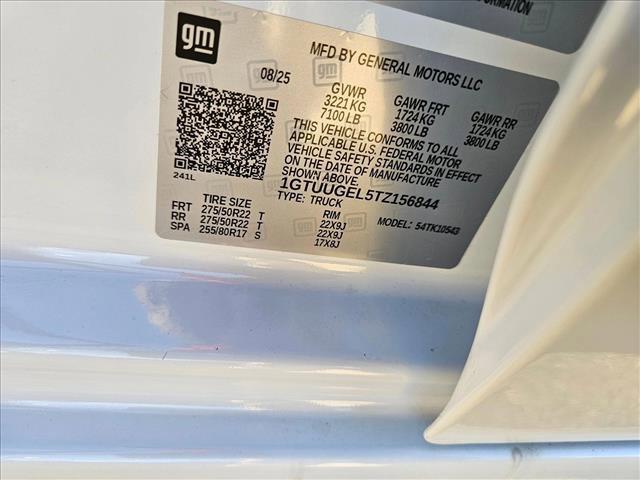 FORMATION
gm
MFD BY GENERAL MOTORS LLC
08/25
GVWR GAWR FRT GAWR RR
3221 KG 1724 KG 1724 KG
7100 LB 3800 LB 3800 LB
THIS VEHICLE CONFORMS TO ALL
APPLICABLE U.S. FEDERAL MOTOR
VEHICLE SAFETY STANDARDS IN EFFECT
ON THE DATE OF MANUFACTURE
SHOWN ABOVE.
241L
1GTUUGEL5TZ156844
TYPE: TRUCK
MODEL: 54TK10543
TIRE SIZE RIM
FRT 275/50R22 T 22X9J
RR 275/50R22 T 22X9J
SPA 255/80R17 S 17X8J